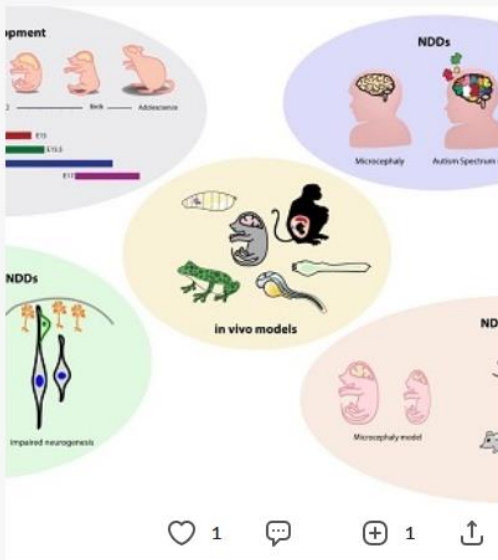 opment
NDDs
Birth
Adolescence
E13
E15.5
E17
Microcephaly
Autism Spectrum
in vivo models
NDDs
Impaired neurogenesis
ND
Microcephaly model
1
1